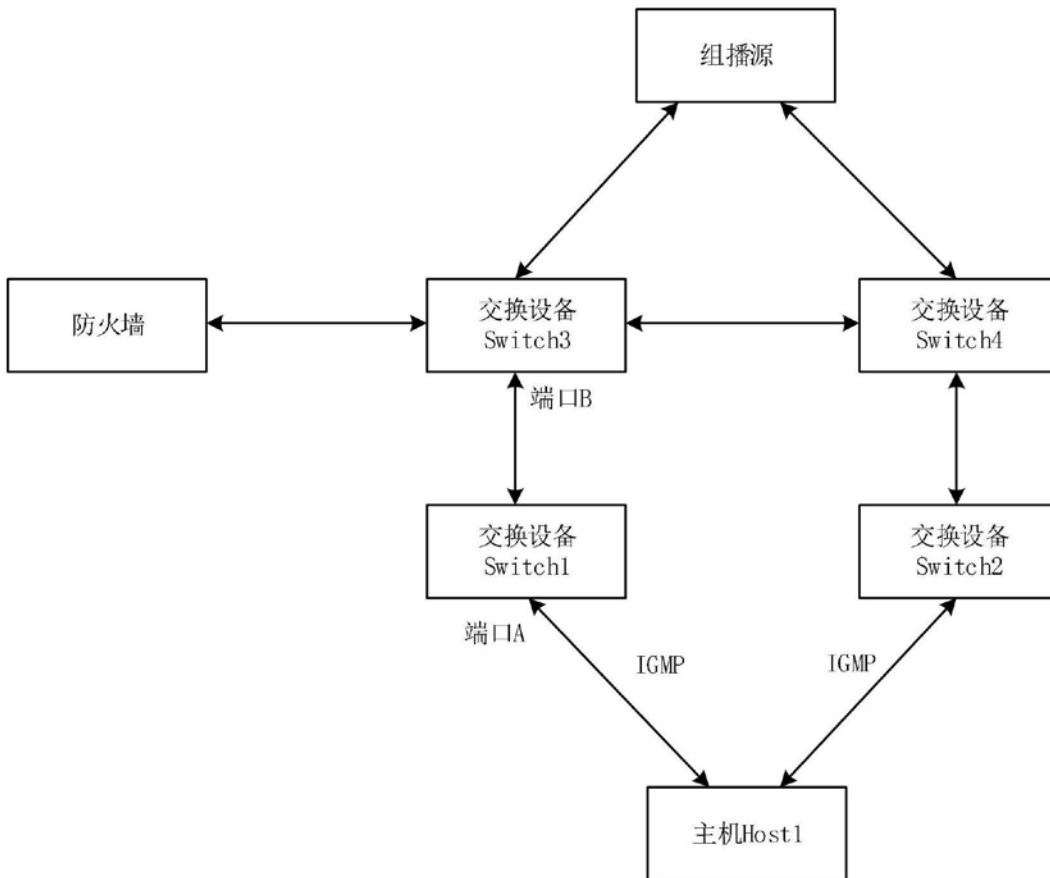 组播源
防火墙
交换设备
Switch3
交换设备
Switch4
端口B
交换设备
Switch1
交换设备
Switch2
端口A
IGMP
IGMP
主机Host1